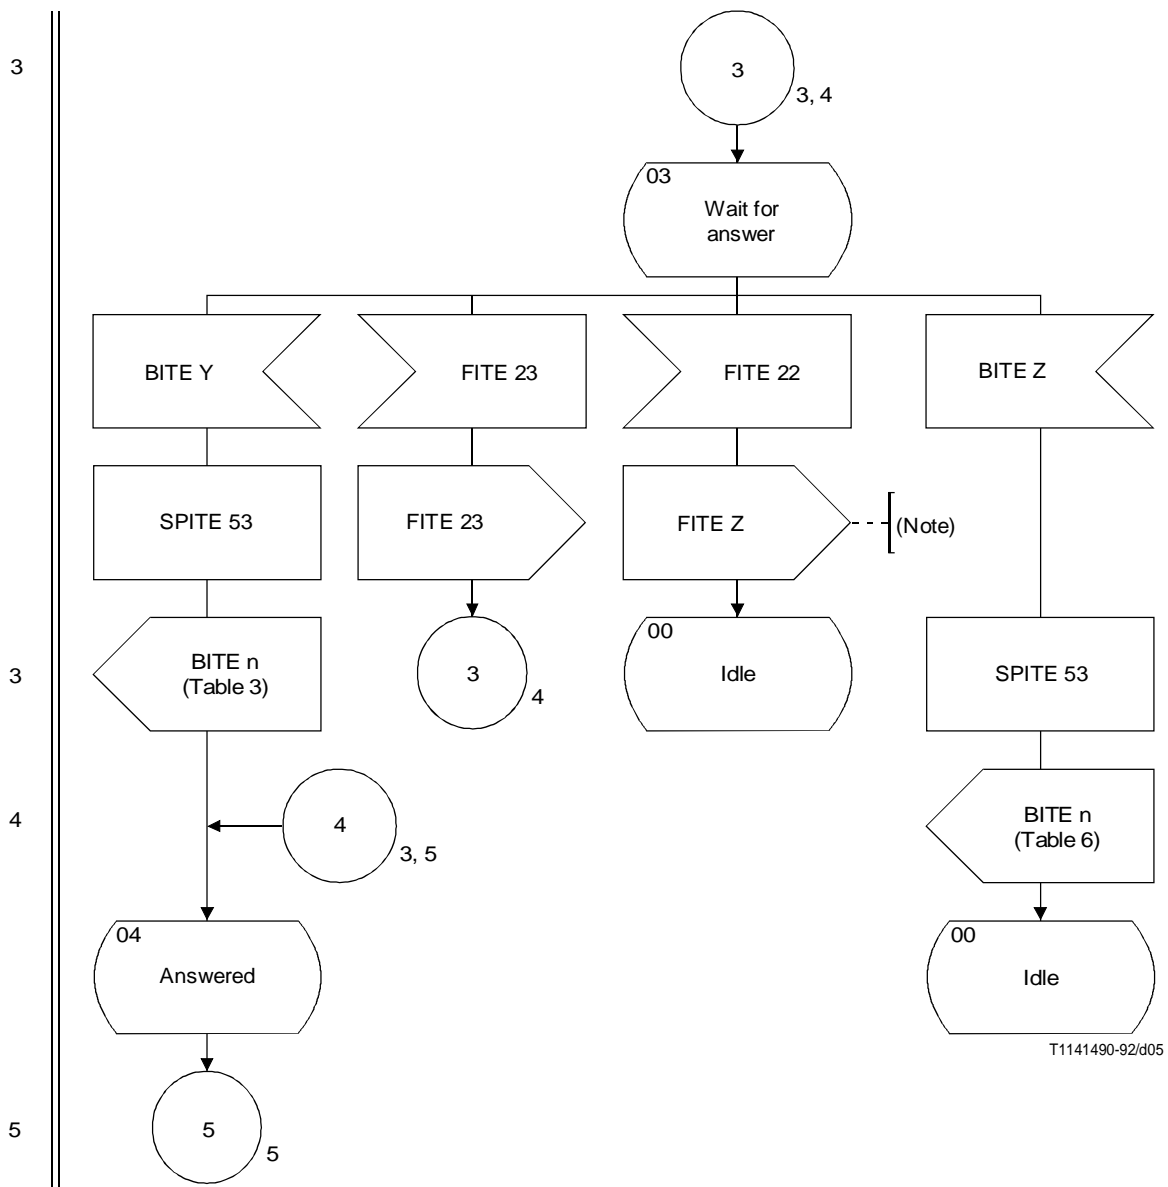 3
3
3, 4
03
Wait for
answer
BITE Y
FITE 23
FITE 22
BITE Z
SPITE 53
FITE 23
FITE Z
(Note)
3
BITE n
(Table 3)
3
4
00
Idle
SPITE 53
4
4
3, 5
BITE n
(Table 6)
04
Answered
00
Idle
T1141490-92/d05
5
5
5